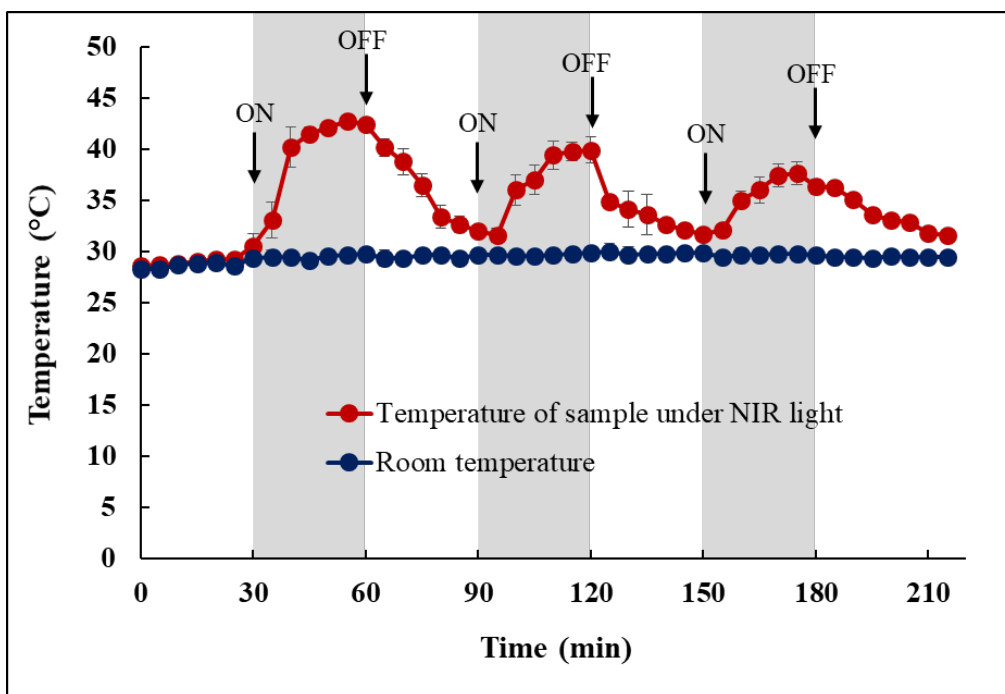 Temperature (°C)
50
45
40
35
30
25
20
15
10
5
0
ON
OFF
ON
OFF
ON
OFF
Temperature of sample under NIR light
Room temperature
0 30 60 90 120 150 180 210
Time (min)